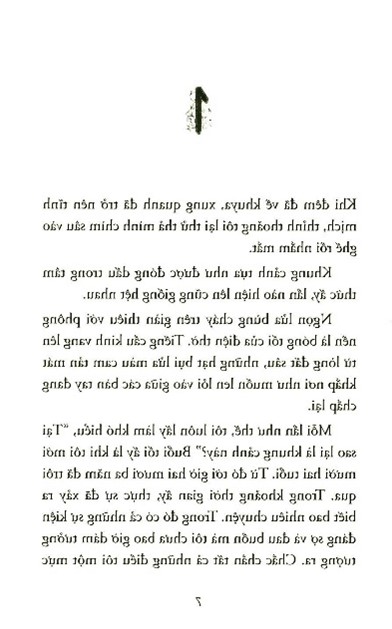 1
Khi đêm đã về khuya, xung quanh đã trở nên tĩnh
mịch, thỉnh thoảng tôi lại thử thả mình chìm sâu vào
ghế rồi nhắm mắt.
Khung cảnh tựa như được đóng dấu trong tâm
thức ấy, lần nào hiện lên cũng giống hệt nhau.
Ngọn lửa bùng cháy trên giàn thiêu với phông
nền là bóng tối của điện thờ. Tiếng cầu kinh vang lên
từ lòng đất sâu, những hạt bụi lửa màu cam tản mát
khắp nơi như muốn len lỏi vào giữa các bàn tay đang
chắp lại.
Mỗi lần như thế, tôi luôn lấy làm khó hiểu, “Tại
sao lại là khung cảnh này?” Buổi tối ấy là khi tôi mới
mười hai tuổi. Từ đó tới giờ hai mươi ba năm đã trôi
qua. Trong khoảng thời gian ấy, thực sự đã xảy ra
biết bao nhiêu chuyện. Trong đó có cả những sự kiện
đáng sợ và đau buồn mà tôi chưa bao giờ dám tưởng
tượng ra. Chắc chắn tất cả những điều tôi một mực
7